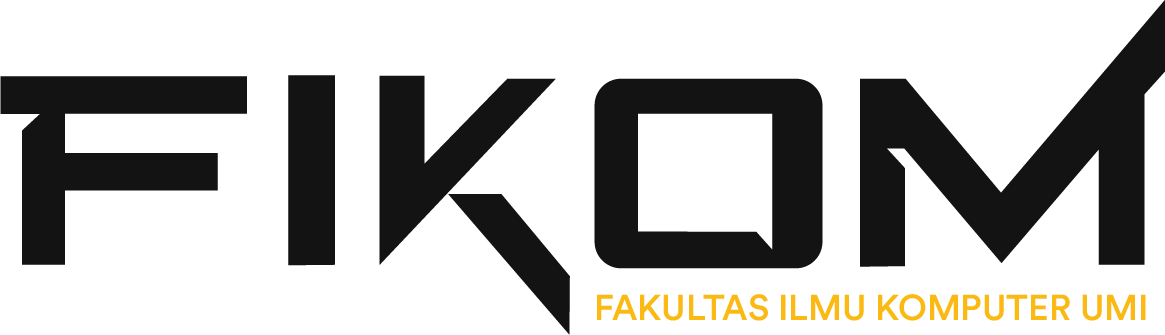 FIKOM
FAKULTAS ILMU KOMPUTER UMI